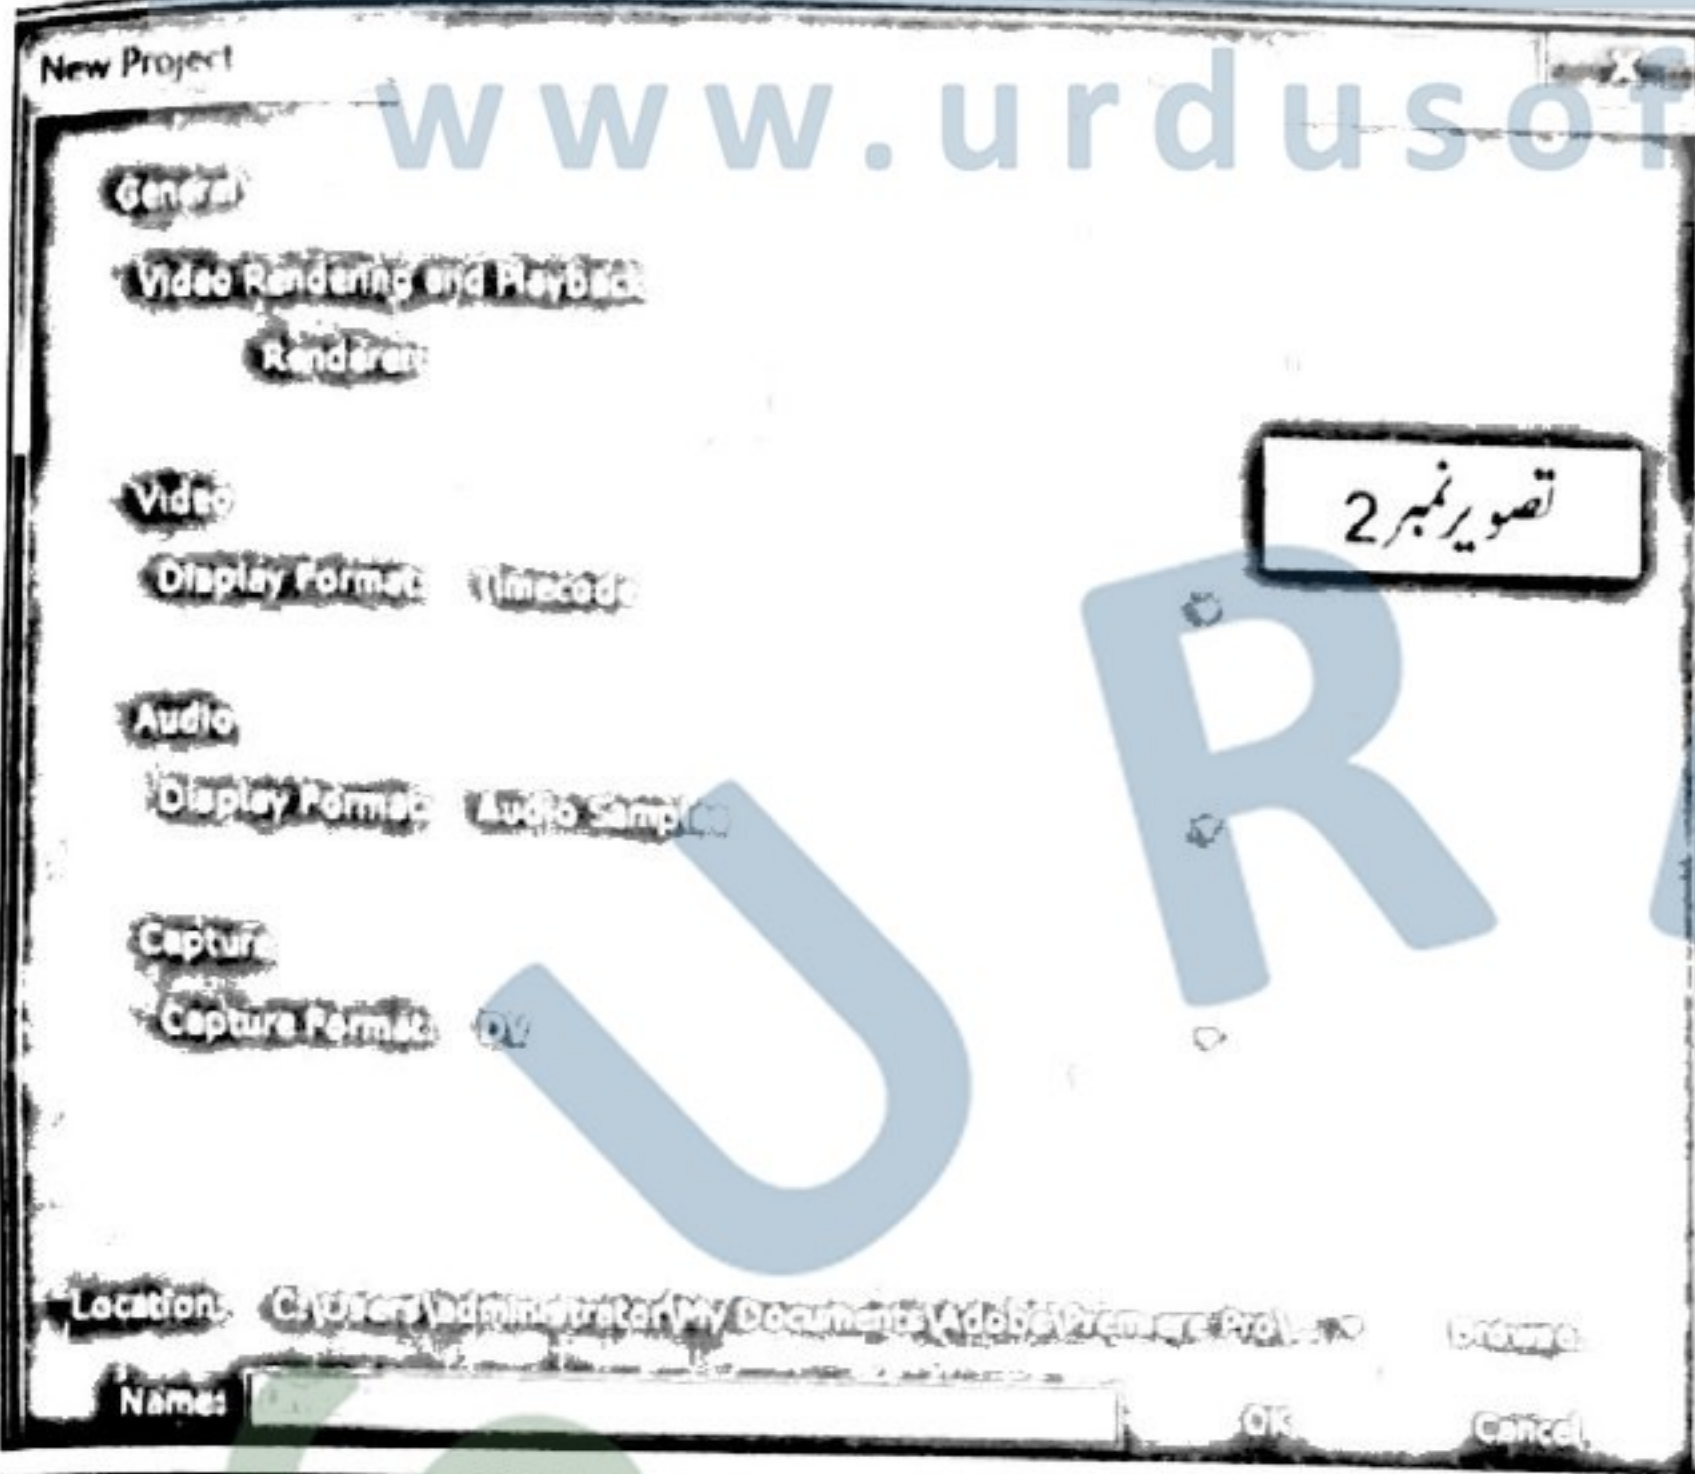 New Project
www.urdusof
General
Video Rendering and Playback
Renderer:
Video
تصویر نمبر 2
Display Format: Timecode
Audio
Display Format: Audio Samples
Capture
Capture Format: DV
U R
Location: C:\Users\administrator\My Documents\Adobe\Premiere Pro\... Browse...
Name: OK Cancel